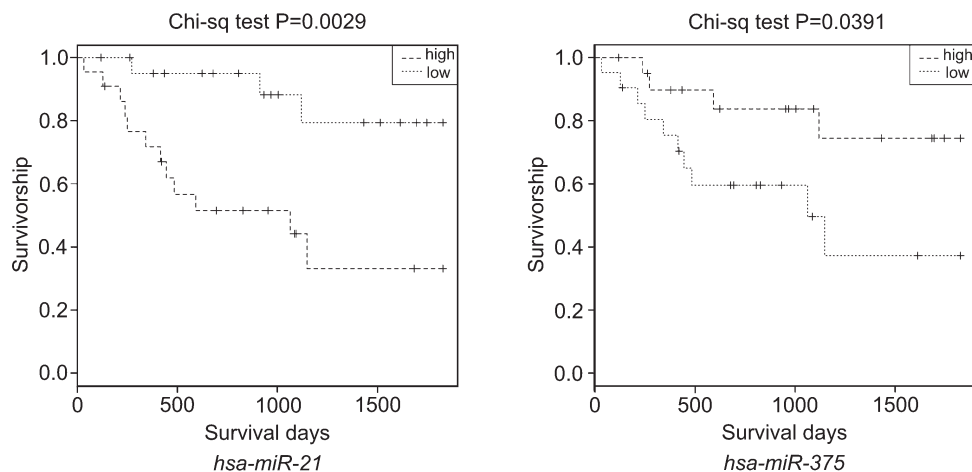 Chi-sq test P=0.0029
high
low
1.0
0.8
0.6
0.4
0.2
0.0
Survivorship
0 500 1000 1500
Survival days
hsa-miR-21
Chi-sq test P=0.0391
high
low
1.0
0.8
0.6
0.4
0.2
0.0
Survivorship
0 500 1000 1500
Survival days
hsa-miR-375